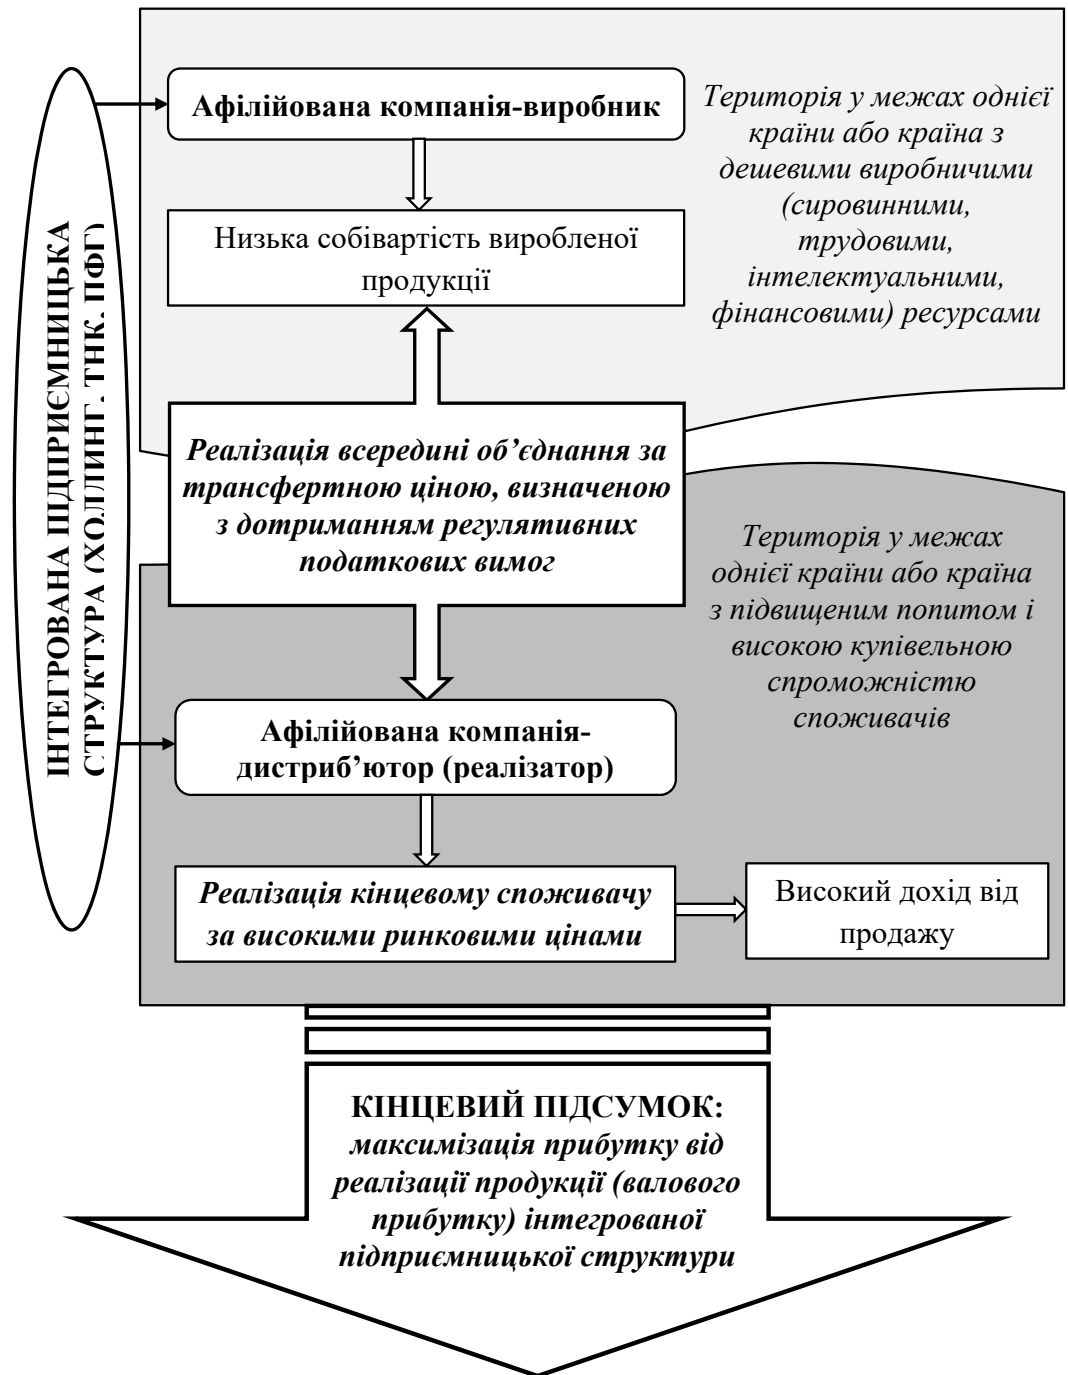 ІНТЕГРОВАНА ПІДПРИЄМНИЦЬКА
СТРУКТУРА (ХОЛДИНГ, ТНК, ПФГ)
Афілійована компанія-виробник
Низька собівартість виробленої
продукції
Територія у межах однієї
країни або країна з
дешевими виробничими
(сировинними,
трудовими,
інтелектуальними,
фінансовими) ресурсами
Реалізація всередині об’єднання за
трансфертною ціною, визначеною
з дотриманням регулятивних
податкових вимог
Територія у межах
однієї країни або країна
з підвищеним попитом і
високою купівельною
спроможністю
споживачів
Афілійована компанія-
дистриб’ютор (реалізатор)
Реалізація кінцевому споживачу
за високими ринковими цінами
Високий дохід від
продажу
КІНЦЕВИЙ ПІДСУМОК:
максимізація прибутку від
реалізації продукції (валового
прибутку) інтегрованої
підприємницької структури